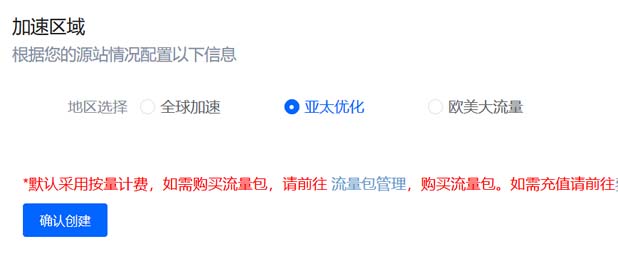 加速区域
根据您的源站情况配置以下信息
地区选择 全球加速 亚太优化 欧美大流量
*默认采用按量计费，如需购买流量包，请前往 流量包管理，购买流量包。如需充值请前往
确认创建